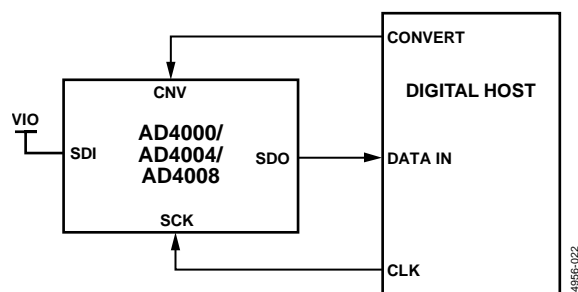 CONVERT
CNV
DIGITAL HOST
VIO
AD4000/
AD4004/
AD4008
SDI
SDO
DATA IN
SCK
CLK
4956-022